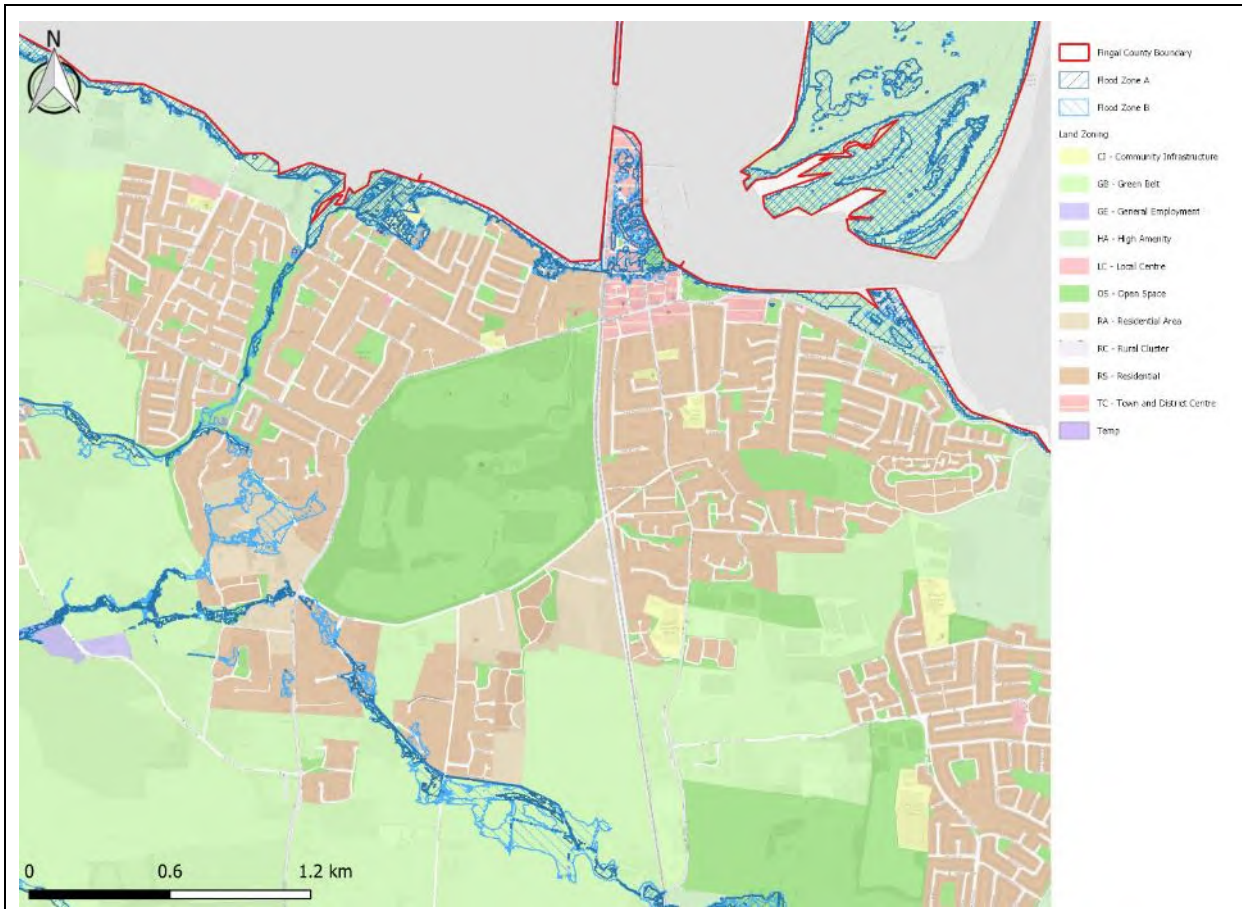 N
Fingal County Boundary
Flood Zone A
Flood Zone B
Land Zoning
CI - Community Infrastructure
GB - Green Belt
GE - General Employment
HA - High Amenity
LC - Local Centre
OS - Open Space
RA - Residential Area
RC - Rural Cluster
RS - Residential
TC - Town and District Centre
Temp
0 0.6 1.2 km